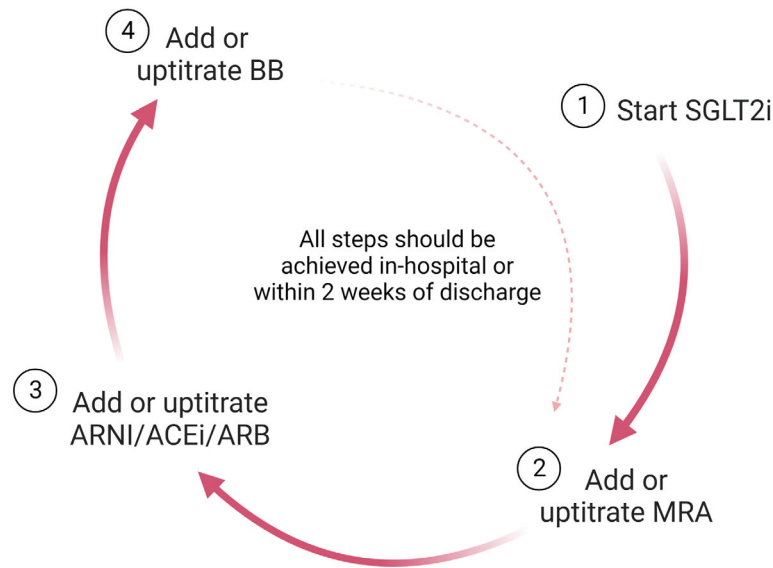 1
Start SGLT2i
2
Add or
uptitrate MRA
3
Add or uptitrate
ARNI/ACEi/ARB
4
Add or
uptitrate BB
All steps should be
achieved in-hospital or
within 2 weeks of discharge